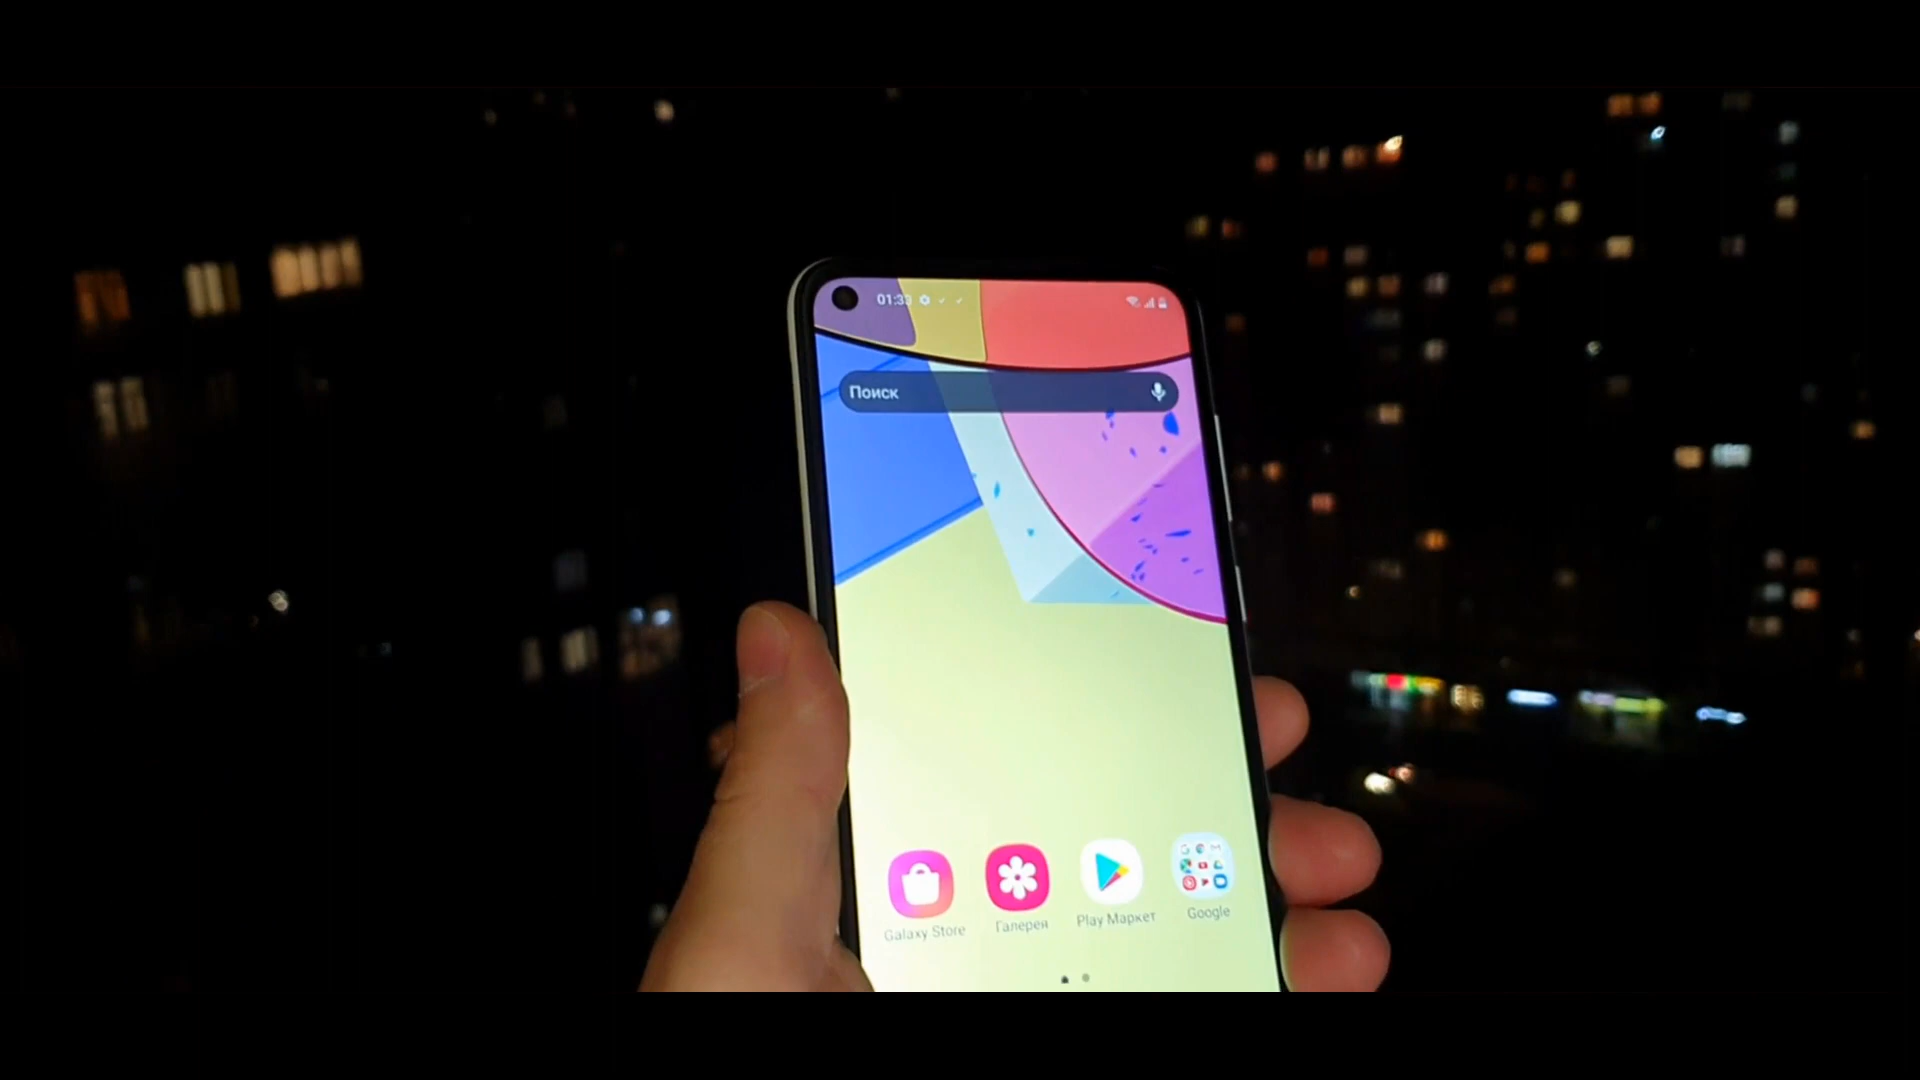 01:33
Поиск
Galaxy Store
Галерея
Play Маркет
Google